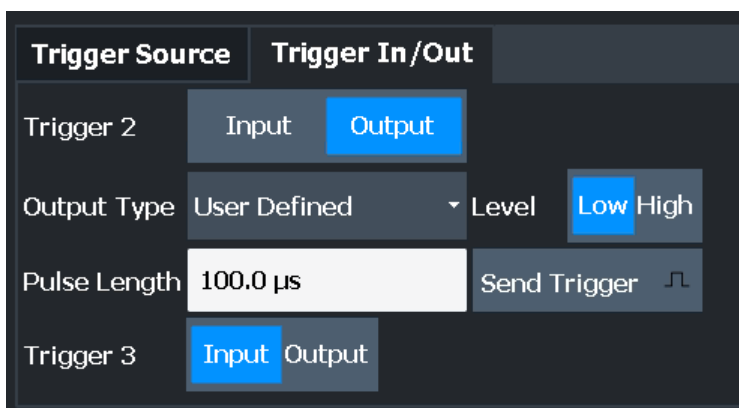 Trigger Source Trigger In/Out
Trigger 2 Input Output
Output Type User Defined Level Low High
Pulse Length 100.0 µs Send Trigger
Trigger 3 Input Output